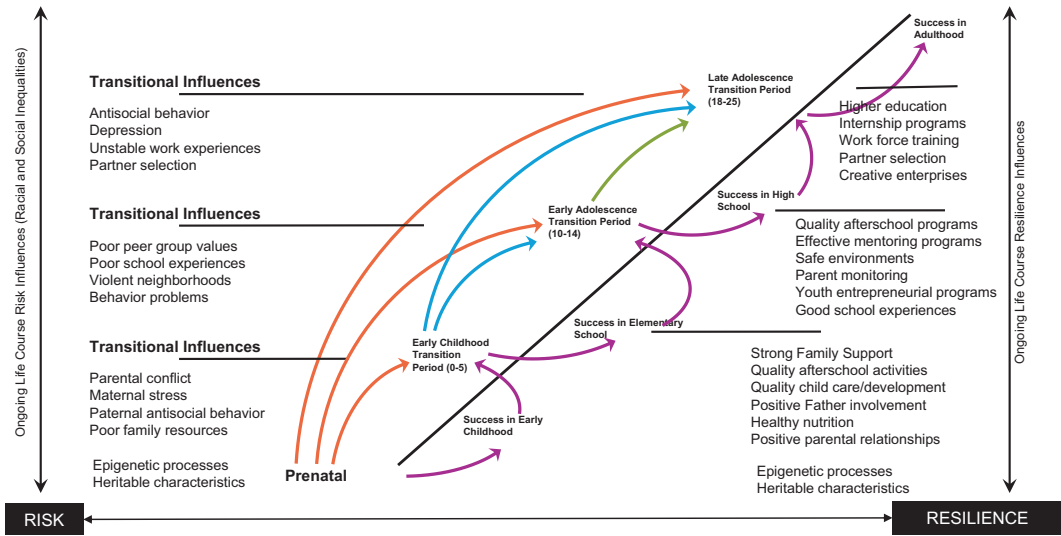 Ongoing Life Course Risk Influences (Racial and Social Inequalities)
Transitional Influences
Antisocial behavior
Depression
Unstable work experiences
Partner selection
Transitional Influences
Poor peer group values
Poor school experiences
Violent neighborhoods
Behavior problems
Transitional Influences
Parental conflict
Maternal stress
Paternal antisocial behavior
Poor family resources
Epigenetic processes
Heritable characteristics
Prenatal
Early Childhood
Transition
Period (0-5)
Success in Early
Childhood
Early Adolescence
Transition Period
(10-14)
Success in Elementary
School
Late Adolescence
Transition Period
(18-25)
Success in High
School
Success in
Adulthood
Higher education
Internship programs
Work force training
Partner selection
Creative enterprises
Quality afterschool programs
Effective mentoring programs
Safe environments
Parent monitoring
Youth entrepreneurial programs
Good school experiences
Strong Family Support
Quality afterschool activities
Quality child care/development
Positive Father involvement
Healthy nutrition
Positive parental relationships
Epigenetic processes
Heritable characteristics
Ongoing Life Course Resilience Influences
RISK
RESILIENCE